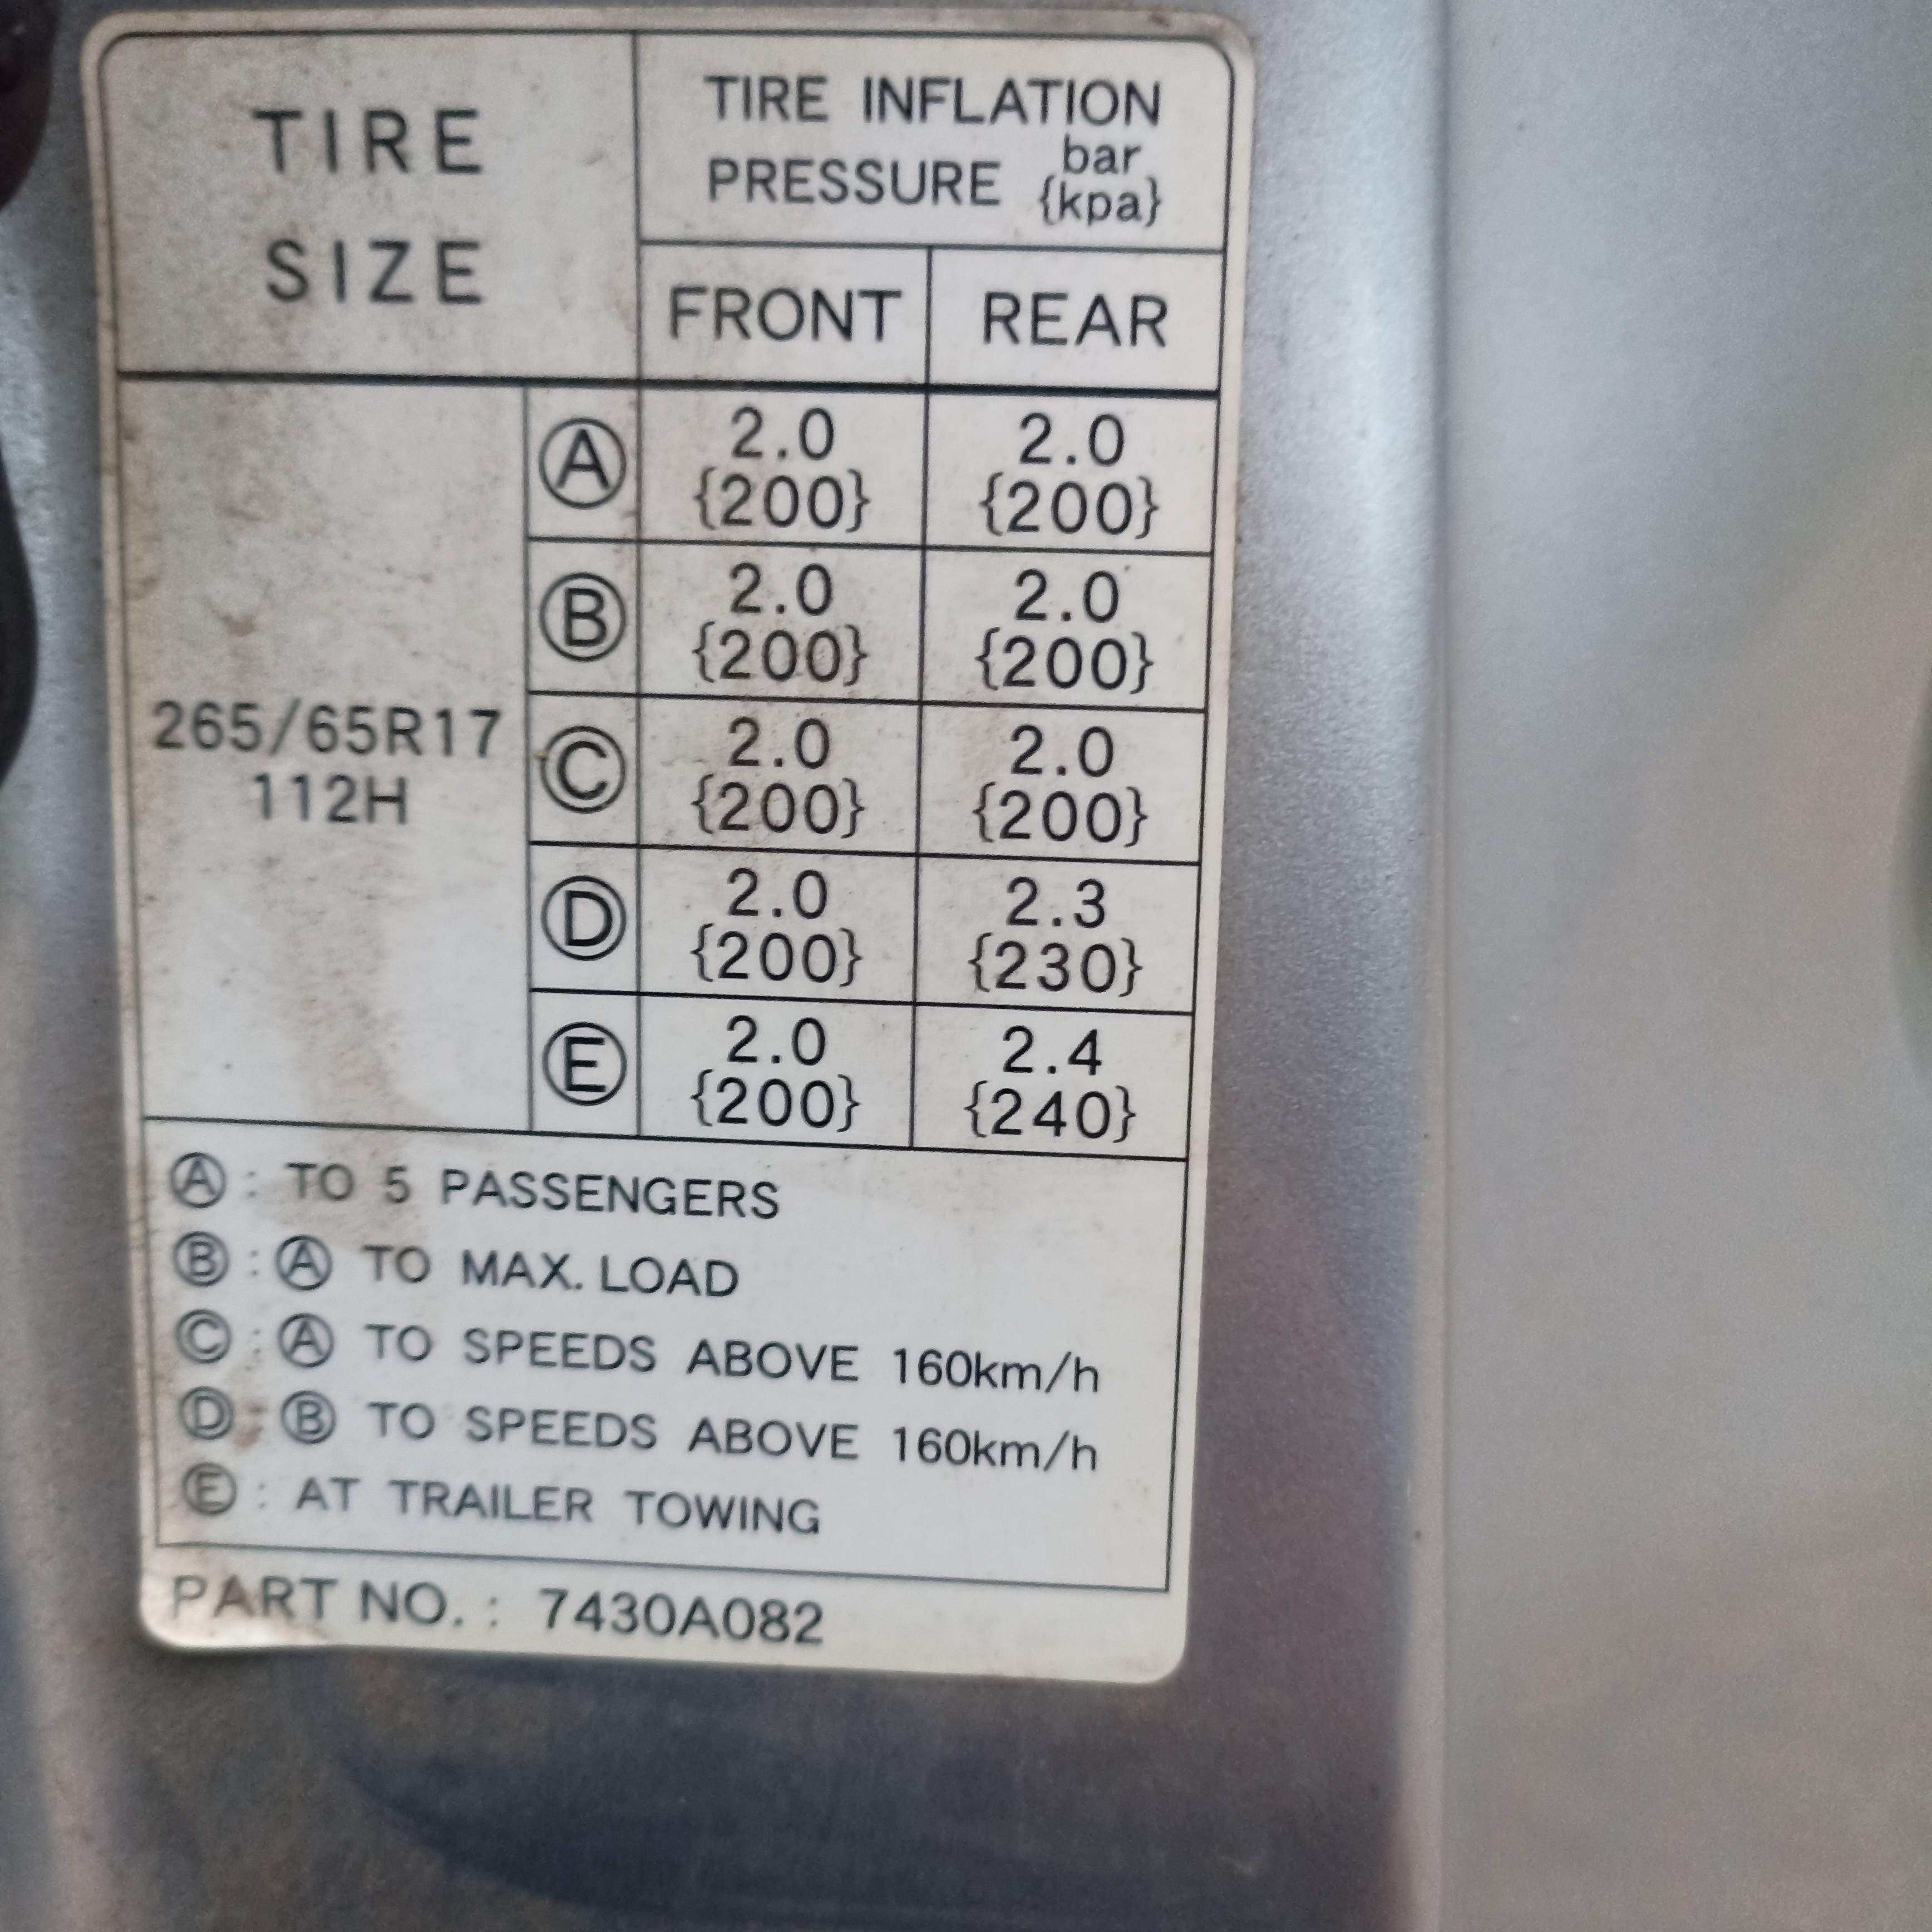 TIRE
SIZE
TIRE INFLATION
PRESSURE bar
{kpa}
FRONT REAR
265/65R17
112H
Ⓐ 2.0 2.0
{200} {200}
Ⓑ 2.0 2.0
{200} {200}
Ⓒ 2.0 2.0
{200} {200}
Ⓓ 2.0 2.3
{200} {230}
Ⓔ 2.0 2.4
{200} {240}
Ⓐ : TO 5 PASSENGERS
Ⓑ : Ⓐ TO MAX. LOAD
Ⓒ : Ⓐ TO SPEEDS ABOVE 160km/h
Ⓓ : Ⓑ TO SPEEDS ABOVE 160km/h
Ⓔ : AT TRAILER TOWING
PART NO. : 7430A082